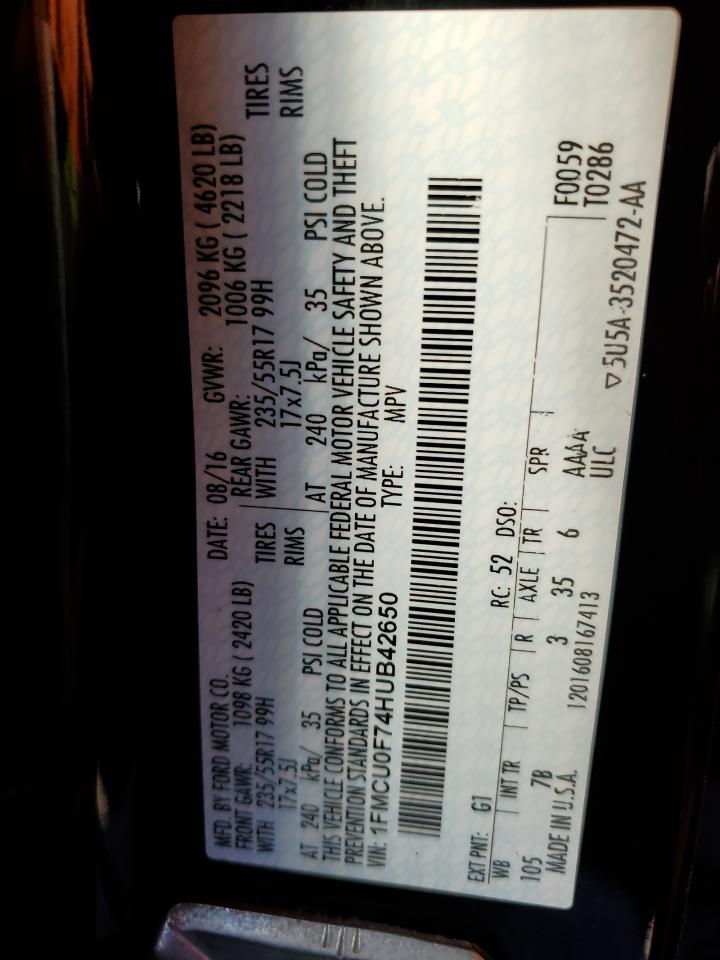 MFD. BY FORD MOTOR CO.
DATE: 08/16 GVWR: 2096 KG ( 4620 LB)
FRONT GAWR: 1098 KG ( 2420 LB) REAR GAWR: 1006 KG ( 2218 LB)
WITH 235/55R17 99H TIRES WITH 235/55R17 99H TIRES
17x7.5J RIMS 17x7.5J RIMS
AT 240 kPa/ 35 PSI COLD AT 240 kPa/ 35 PSI COLD
THIS VEHICLE CONFORMS TO ALL APPLICABLE FEDERAL MOTOR VEHICLE SAFETY AND THEFT
PREVENTION STANDARDS IN EFFECT ON THE DATE OF MANUFACTURE SHOWN ABOVE.
VIN: 1FMCU0F74HUB42650 TYPE: MPV
EXT PNT: G1 RC: 52 DSO:
WB INT TR TP/PS R AXLE TR SPR F0059
105 7B 3 35 6 AAAA T0286
MADE IN U.S.A. 1201608167413 ULC ▽5U5A-3520472-AA